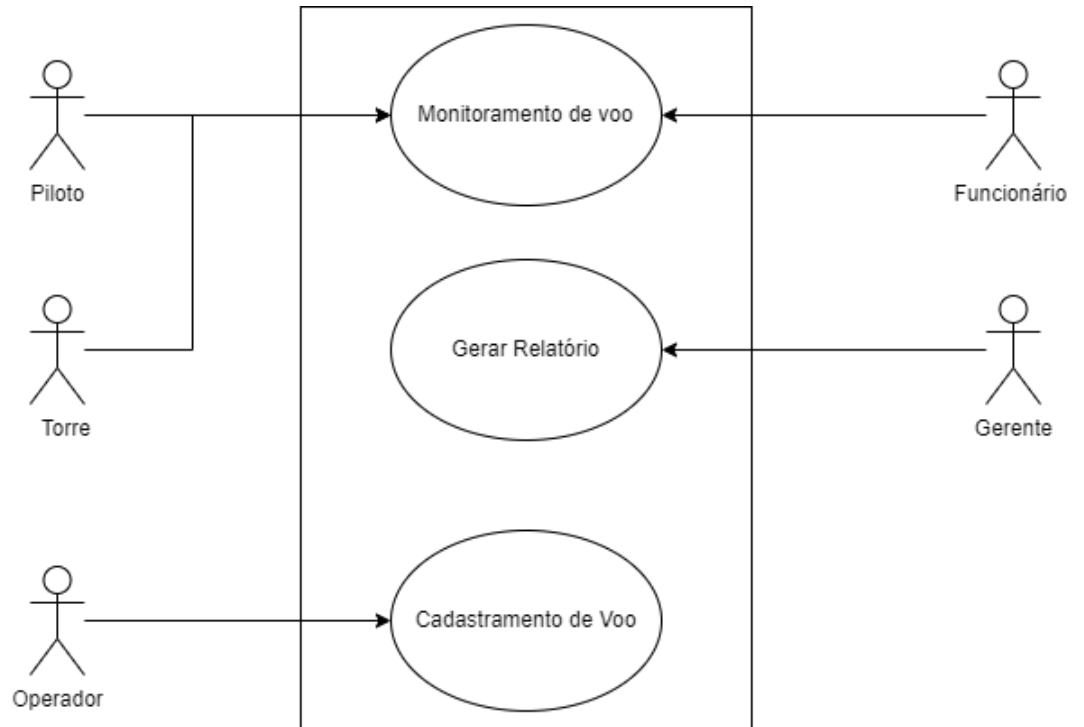 Monitoramento de voo
Piloto
Funcionário
Gerar Relatório
Torre
Gerente
Cadastramento de Voo
Operador